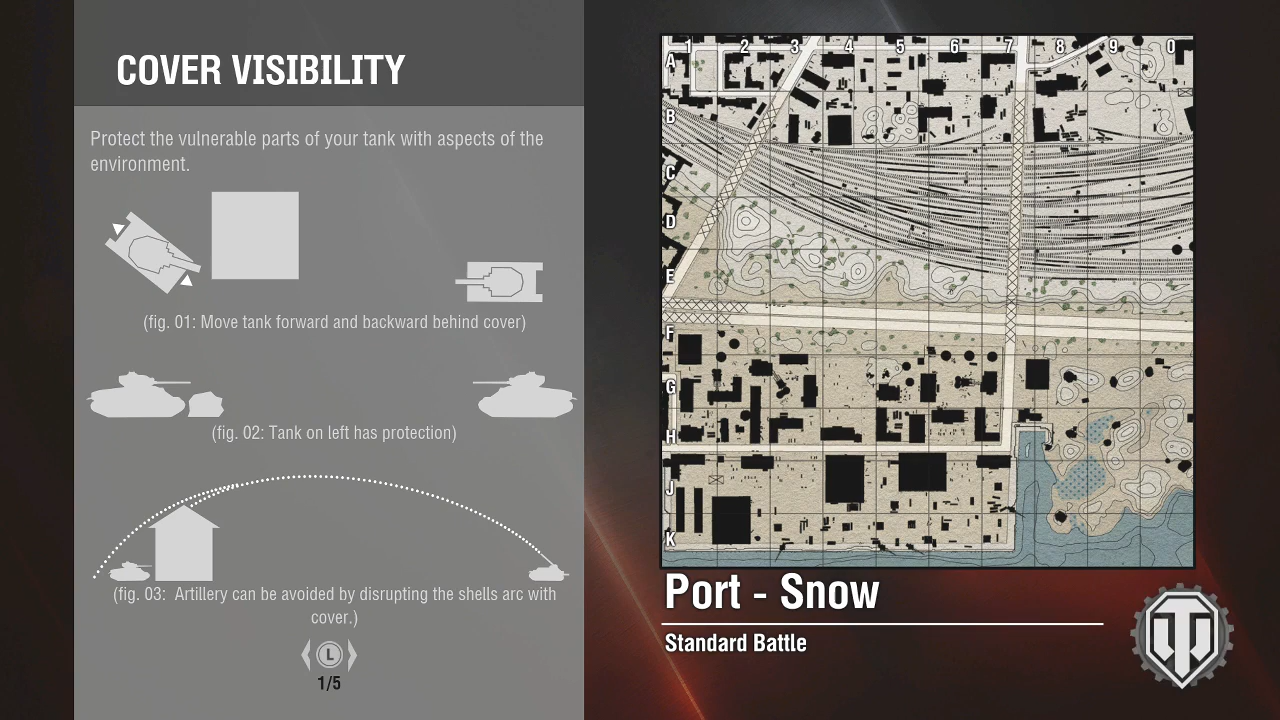 COVER VISIBILITY
Protect the vulnerable parts of your tank with aspects of the
environment.
(fig. 01: Move tank forward and backward behind cover)
(fig. 02: Tank on left has protection)
(fig. 03: Artillery can be avoided by disrupting the shells arc with
cover.)
L
1/5
1 2 3 4 5 6 7 8 9 0
A
B
C
D
E
F
G
H
J
K
Port - Snow
Standard Battle